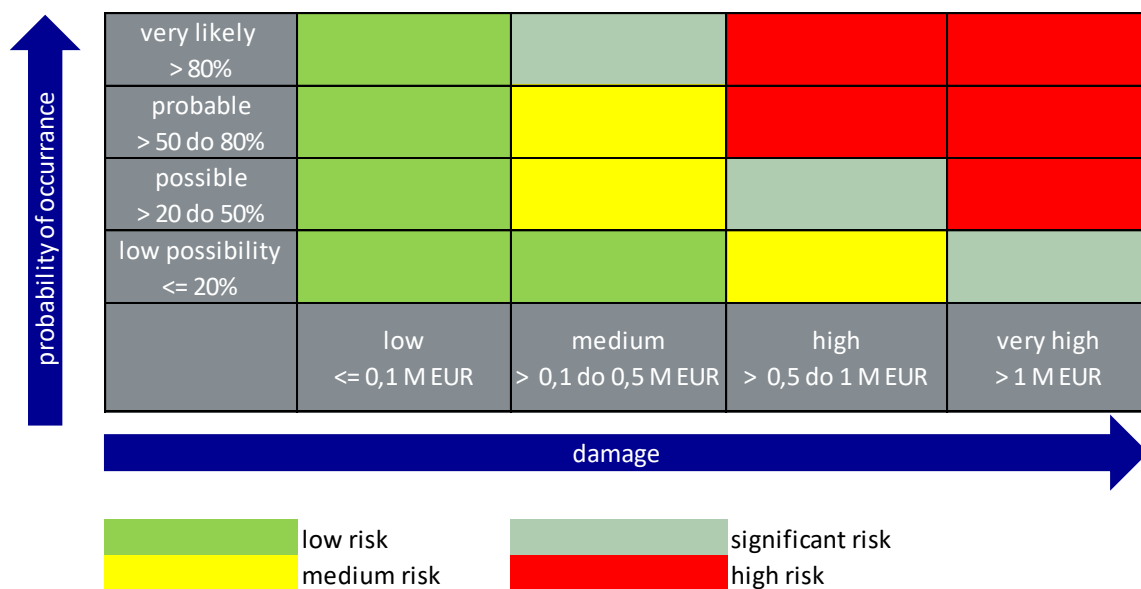 probability of occurrance
very likely
> 80%
probable
> 50 do 80%
possible
> 20 do 50%
low possibility
<= 20%
low
<= 0,1 M EUR
medium
> 0,1 do 0,5 M EUR
high
> 0,5 do 1 M EUR
very high
> 1 M EUR
damage
low risk
significant risk
medium risk
high risk